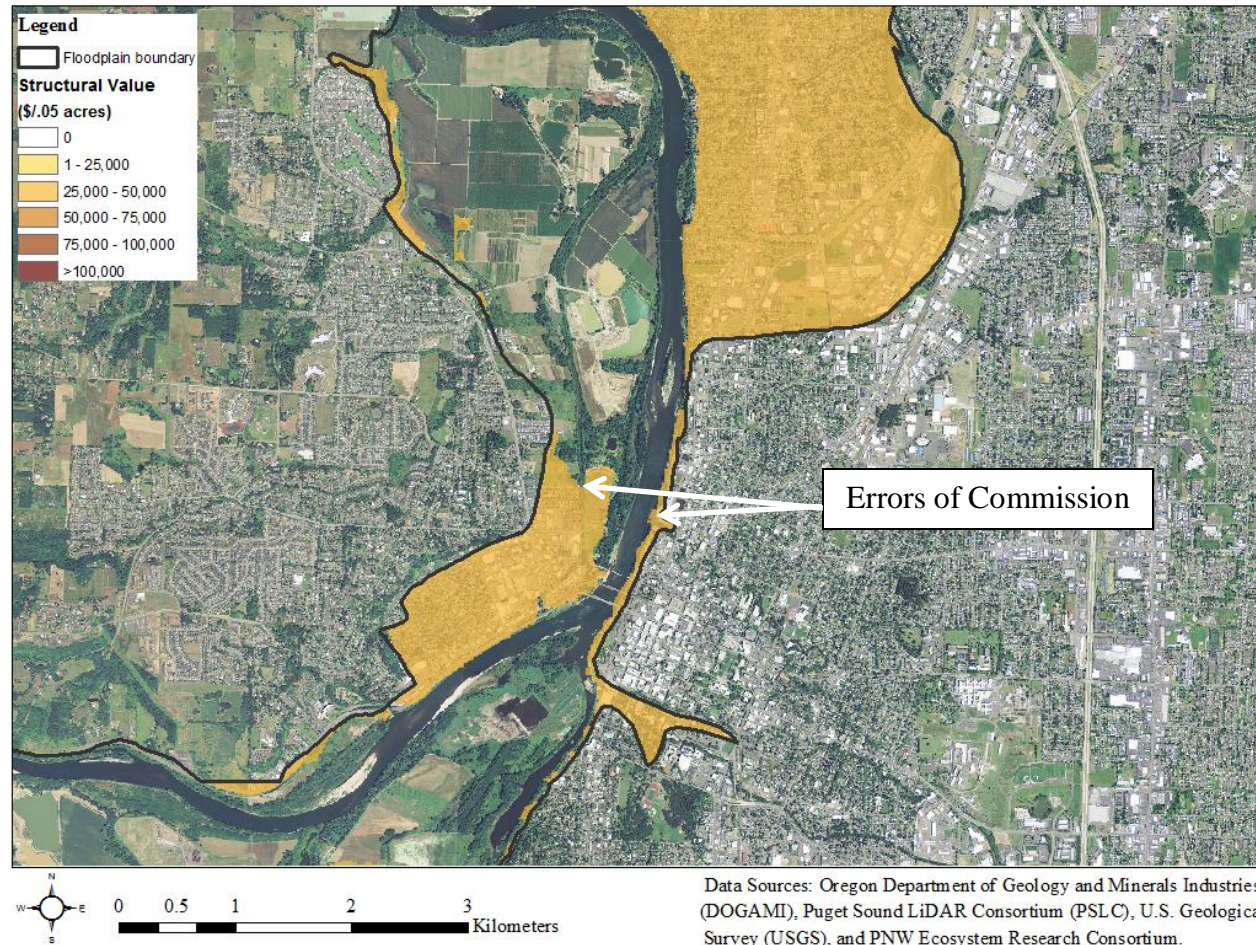 Legend
Floodplain boundary
Structural Value
($/.05 acres)
0
1 - 25,000
25,000 - 50,000
50,000 - 75,000
75,000 - 100,000
>100,000
Errors of Commission
N
W E
S
0 0.5 1 2 3
Kilometers
Data Sources: Oregon Department of Geology and Minerals Industries
(DOGAMI), Puget Sound LiDAR Consortium (PSLC), U.S. Geologica
Survey (USGS), and PNW Ecosystem Research Consortium.